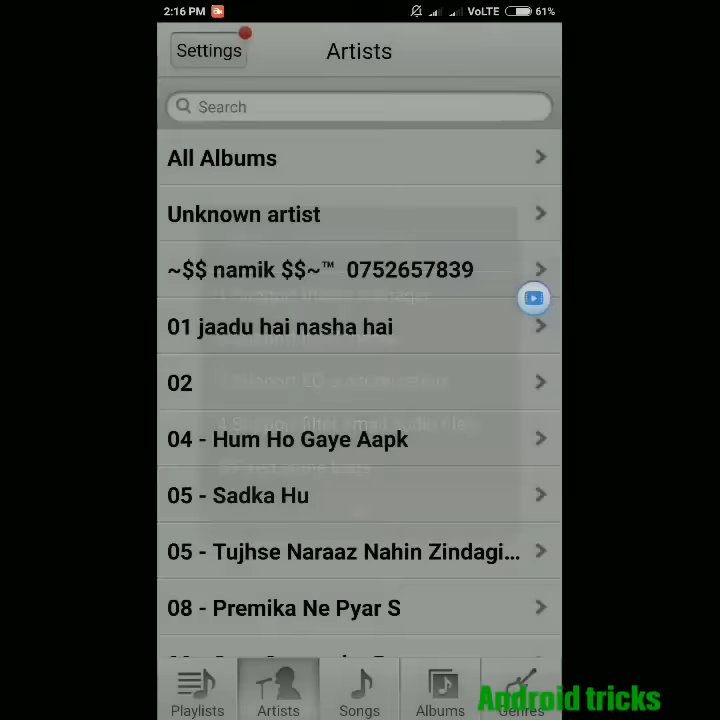 2:16 PM VoLTE 61%
Settings Artists
Search
All Albums
Unknown artist
~$$ namik $$~™ 0752657839
01 jaadu hai nasha hai
02
04 - Hum Ho Gaye Aapk
05 - Sadka Hu
05 - Tujhse Naraaz Nahin Zindagi...
08 - Premika Ne Pyar S
Playlists Artists Songs Albums Genres
Android tricks